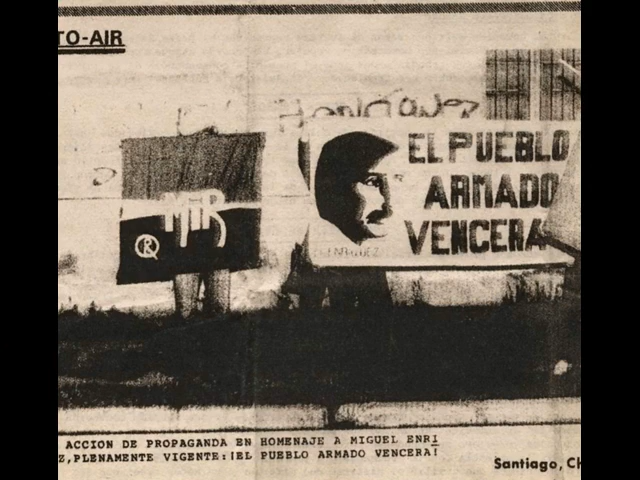 TO-AIR
EL PUEBLO
ARMADO
VENCERA
MIR
ENRIQUEZ
ACCION DE PROPAGANDA EN HOMENAJE A MIGUEL ENRI
Z,PLENAMENTE VIGENTE:¡EL PUEBLO ARMADO VENCERA!
Santiago, Ch